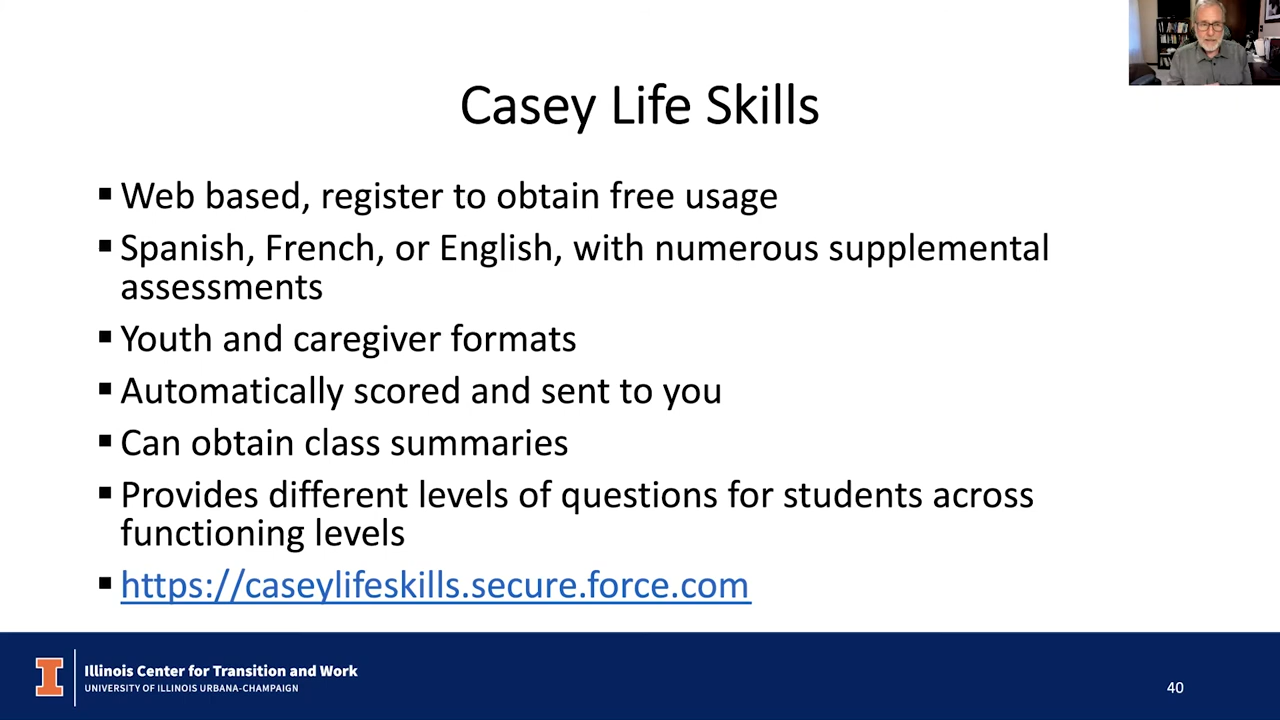 Casey Life Skills
▪ Web based, register to obtain free usage
▪ Spanish, French, or English, with numerous supplemental
assessments
▪ Youth and caregiver formats
▪ Automatically scored and sent to you
▪ Can obtain class summaries
▪ Provides different levels of questions for students across
functioning levels
▪ https://caseylifeskills.secure.force.com
I
Illinois Center for Transition and Work
UNIVERSITY OF ILLINOIS URBANA-CHAMPAIGN
40